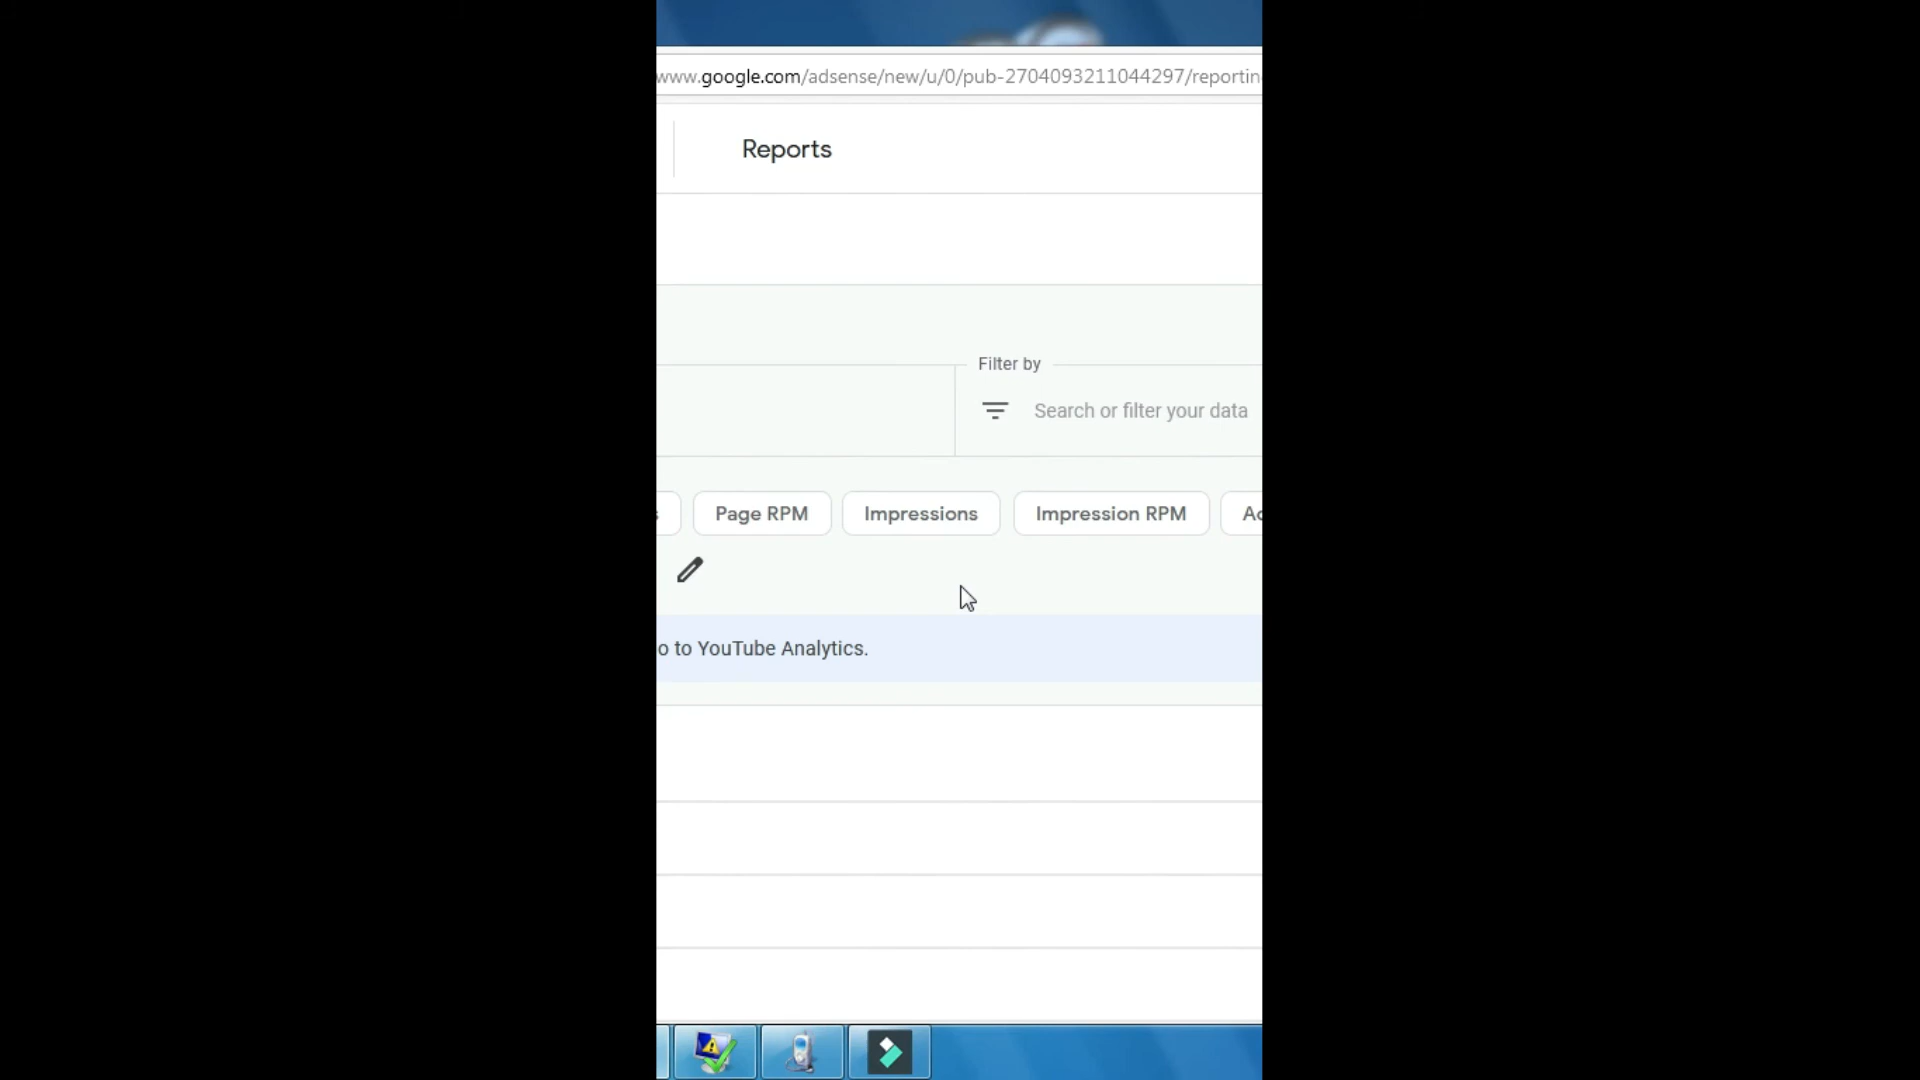 www.google.com/adsense/new/u/0/pub-2704093211044297/reportin
Reports
Filter by
Search or filter your data
Page RPM
Impressions
Impression RPM
to YouTube Analytics.